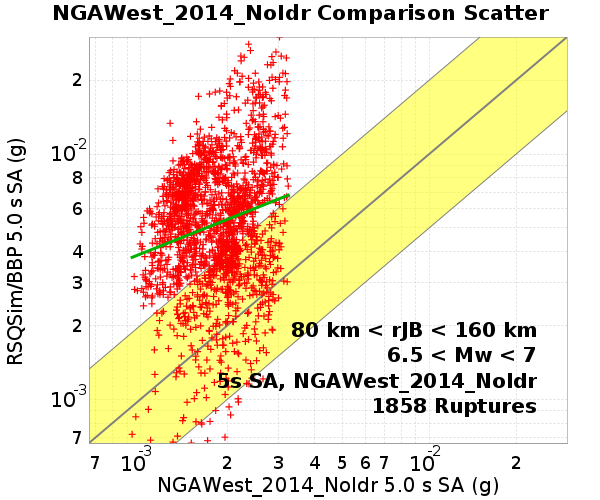 NGAWest_2014_NoIdr Comparison Scatter
RSQSim/BBP 5.0 s SA (g)
2
10-2
8
6
4
3
2
10-3
7
80 km < rJB < 160 km
6.5 < Mw < 7
5s SA, NGAWest_2014_NoIdr
1858 Ruptures
7 10-3 2 3 4 5 6 7 10-2 2
NGAWest_2014_NoIdr 5.0 s SA (g)